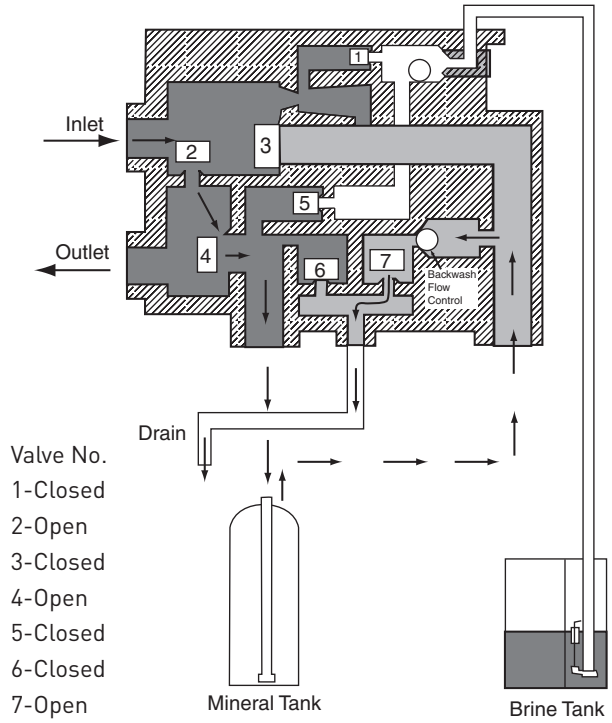 1
Inlet
2
3
5
Outlet
4
6
7
Backwash
Flow
Control
Drain
Valve No.
1-Closed
2-Open
3-Closed
4-Open
5-Closed
6-Closed
7-Open
Mineral Tank
Brine Tank